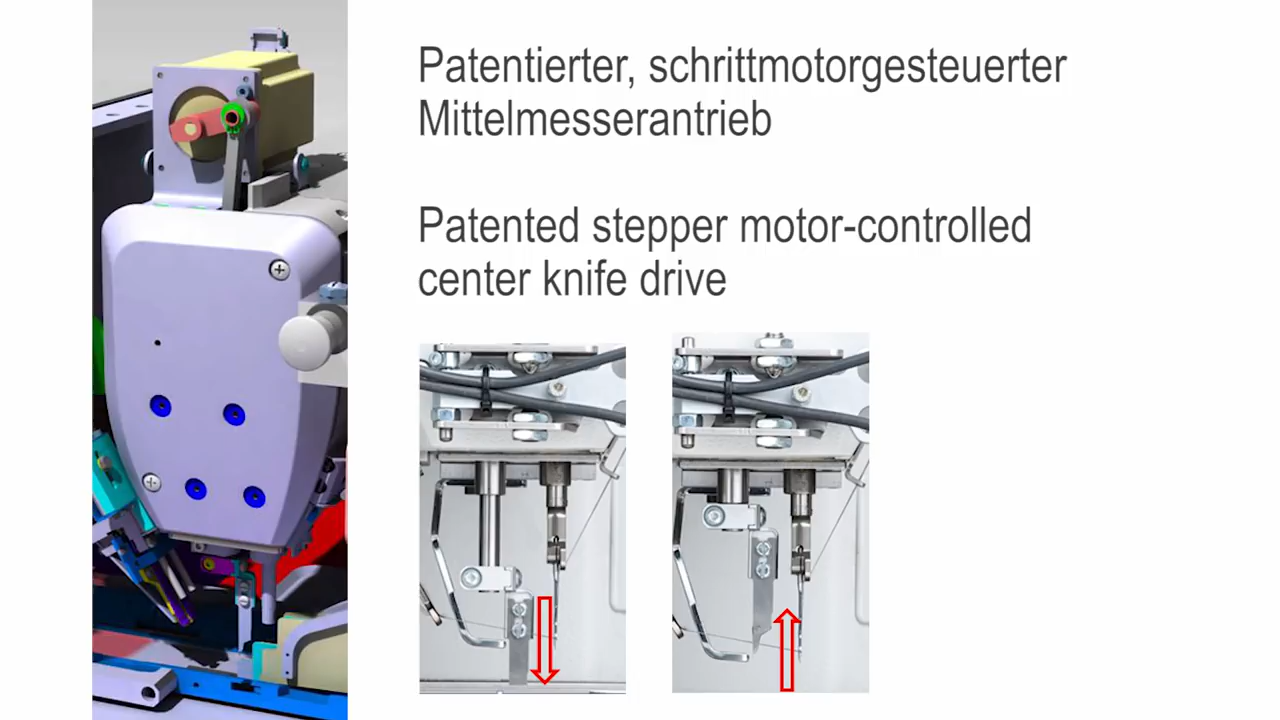 Patentierter, schrittmotorgesteuerter
Mittelmesserantrieb
Patented stepper motor-controlled
center knife drive